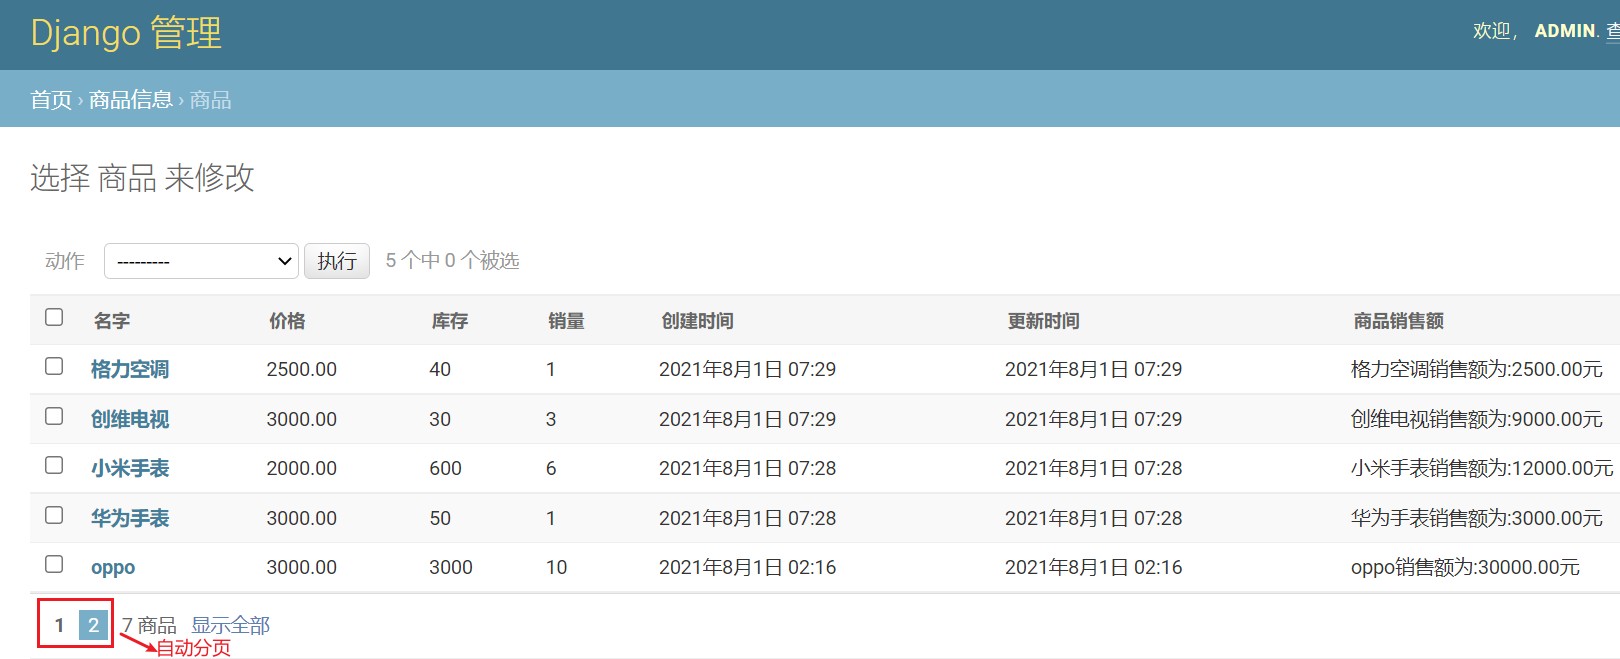 Django 管理
欢迎， ADMIN. 查
首页 › 商品信息 › 商品
选择 商品 来修改
动作 --------- 执行 5 个中 0 个被选
名字 价格 库存 销量 创建时间 更新时间 商品销售额
格力空调 2500.00 40 1 2021年8月1日 07:29 2021年8月1日 07:29 格力空调销售额为:2500.00元
创维电视 3000.00 30 3 2021年8月1日 07:29 2021年8月1日 07:29 创维电视销售额为:9000.00元
小米手表 2000.00 600 6 2021年8月1日 07:28 2021年8月1日 07:28 小米手表销售额为:12000.00元
华为手表 3000.00 50 1 2021年8月1日 07:28 2021年8月1日 07:28 华为手表销售额为:3000.00元
oppo 3000.00 3000 10 2021年8月1日 02:16 2021年8月1日 02:16 oppo销售额为:30000.00元
1 2 7 商品 显示全部
自动分页